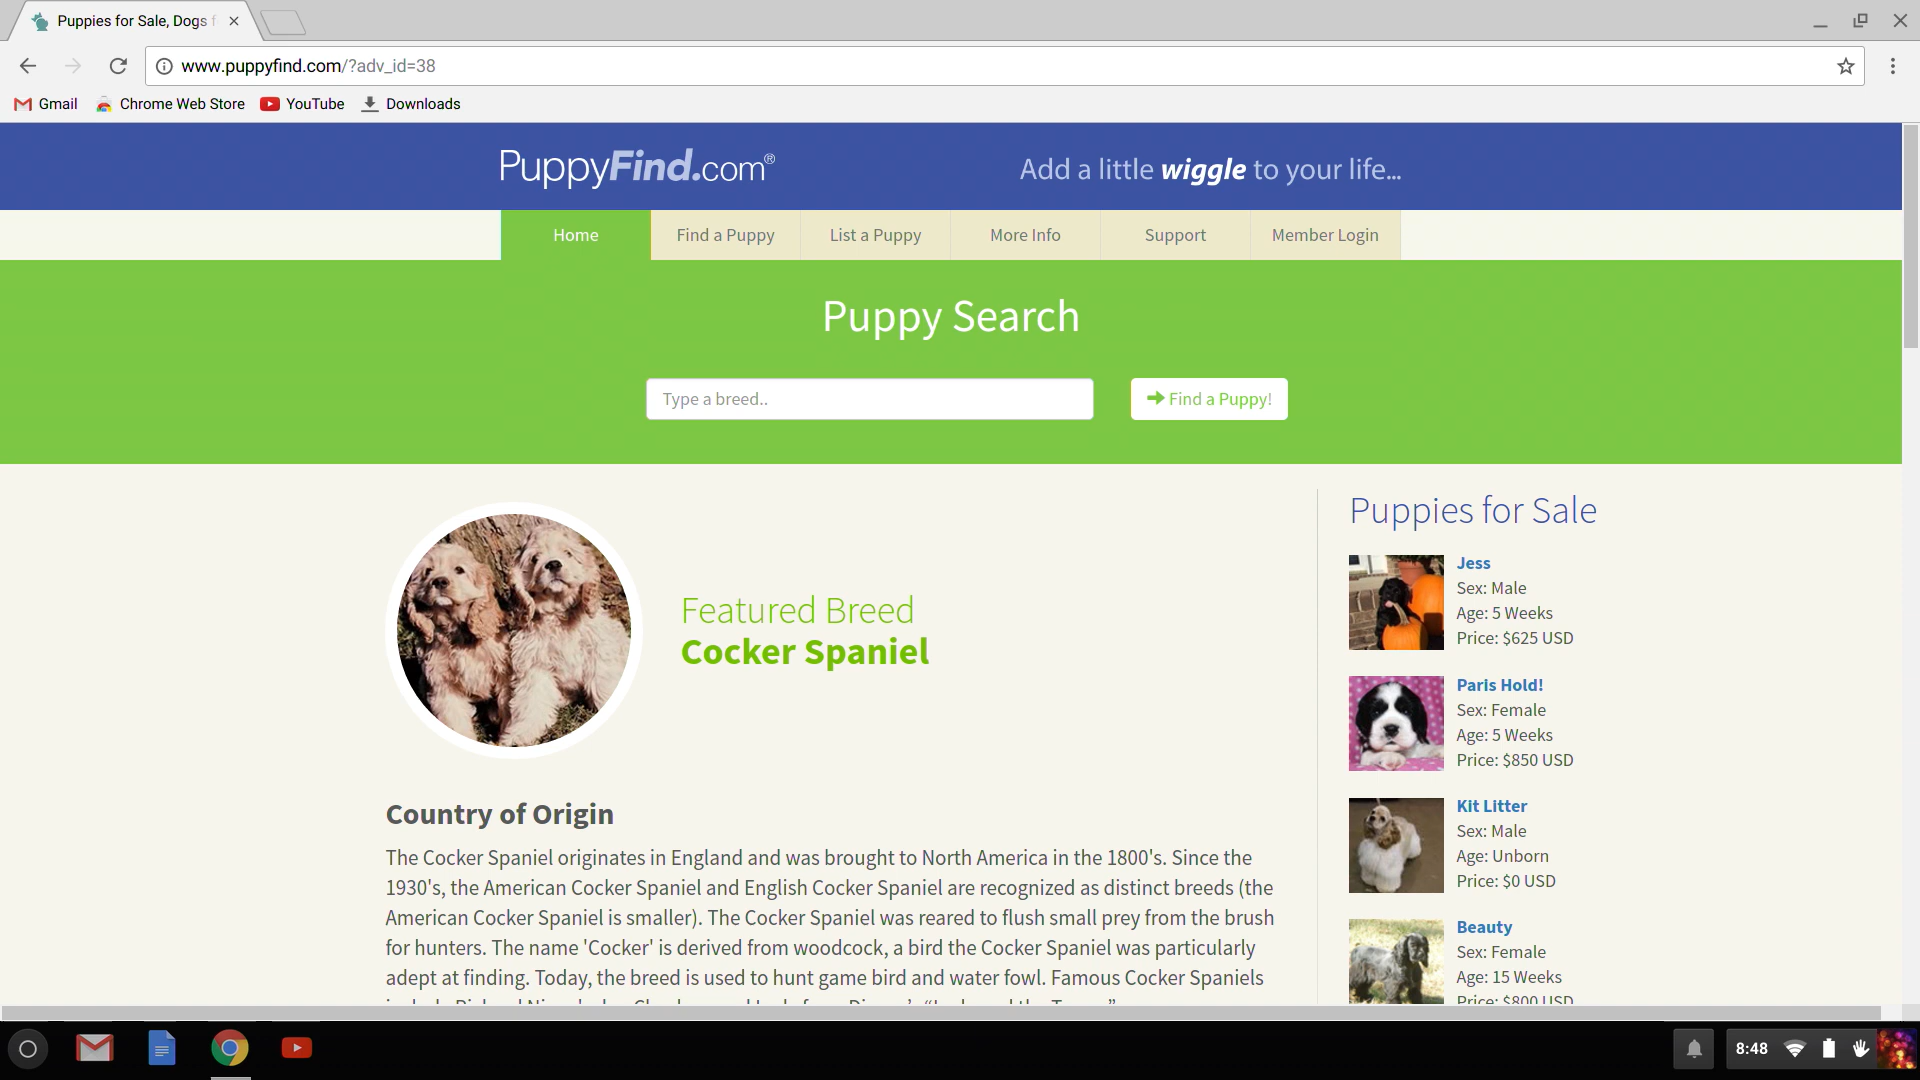 Puppies for Sale, Dogs f
www.puppyfind.com/?adv_id=38
Gmail Chrome Web Store YouTube Downloads
PuppyFind.com®
Add a little wiggle to your life...
Home Find a Puppy List a Puppy More Info Support Member Login
Puppy Search
Type a breed..
Find a Puppy!
Featured Breed
Cocker Spaniel
Country of Origin
The Cocker Spaniel originates in England and was brought to North America in the 1800's. Since the
1930's, the American Cocker Spaniel and English Cocker Spaniel are recognized as distinct breeds (the
American Cocker Spaniel is smaller). The Cocker Spaniel was reared to flush small prey from the brush
for hunters. The name 'Cocker' is derived from woodcock, a bird the Cocker Spaniel was particularly
adept at finding. Today, the breed is used to hunt game bird and water fowl. Famous Cocker Spaniels
Puppies for Sale
Jess
Sex: Male
Age: 5 Weeks
Price: $625 USD
Paris Hold!
Sex: Female
Age: 5 Weeks
Price: $850 USD
Kit Litter
Sex: Male
Age: Unborn
Price: $0 USD
Beauty
Sex: Female
Age: 15 Weeks
Price: $800 USD
8:48